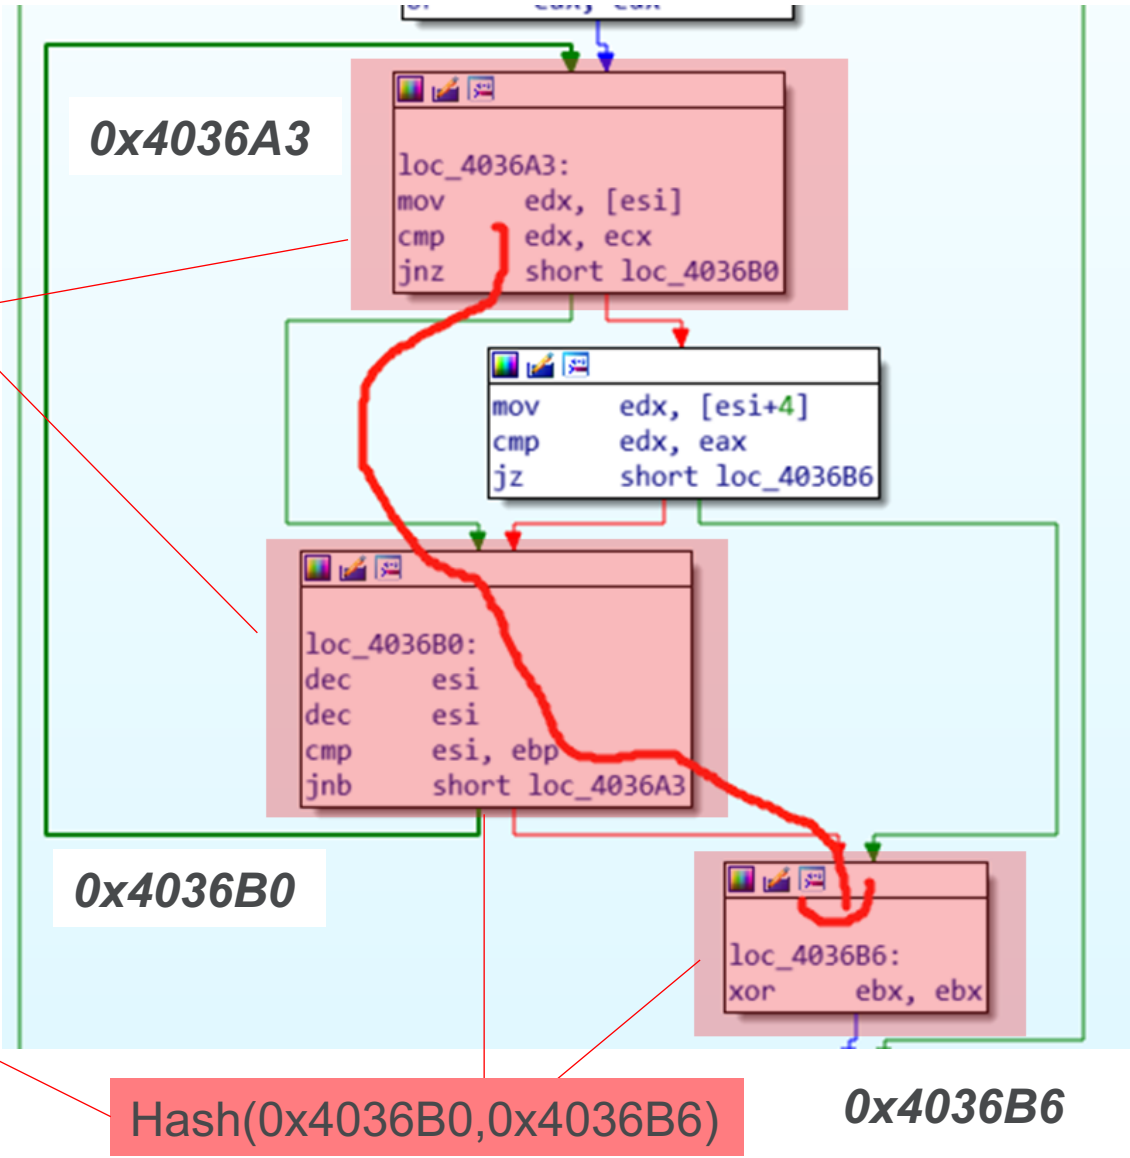 0x4036A3
loc_4036A3:
mov edx, [esi]
cmp edx, ecx
jnz short loc_4036B0
mov edx, [esi+4]
cmp edx, eax
jz short loc_4036B6
loc_4036B0:
dec esi
dec esi
cmp esi, ebp
jnb short loc_4036A3
0x4036B0
loc_4036B6:
xor ebx, ebx
Hash(0x4036B0,0x4036B6)
0x4036B6